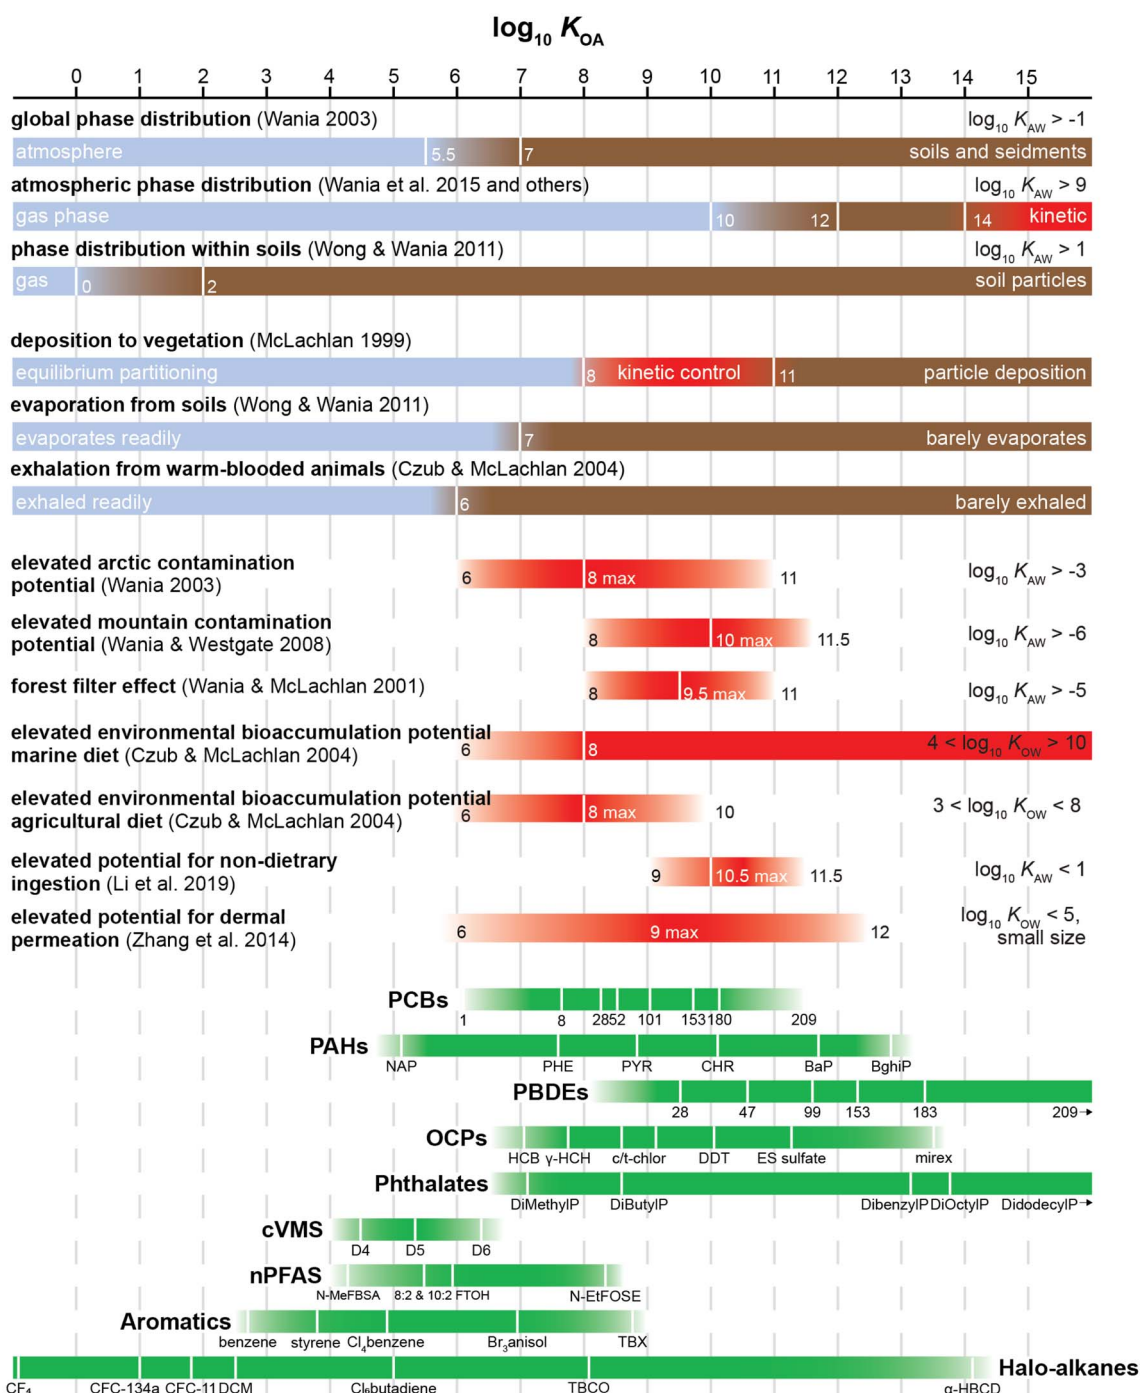 log10 KOA
0 1 2 3 4 5 6 7 8 9 10 11 12 13 14 15
global phase distribution (Wania 2003) log10 KAW > -1
atmosphere 5.5 7 soils and seidments
atmospheric phase distribution (Wania et al. 2015 and others) log10 KAW > 9
gas phase 10 12 14 kinetic
phase distribution within soils (Wong & Wania 2011) log10 KAW > 1
gas 0 2 soil particles
deposition to vegetation (McLachlan 1999)
equilibrium partitioning 8 kinetic control 11 particle deposition
evaporation from soils (Wong & Wania 2011)
evaporates readily 7 barely evaporates
exhalation from warm-blooded animals (Czub & McLachlan 2004)
exhaled readily 6 barely exhaled
elevated arctic contamination
potential (Wania 2003) 6 8 max 11 log10 KAW > -3
elevated mountain contamination
potential (Wania & Westgate 2008) 8 10 max 11.5 log10 KAW > -6
forest filter effect (Wania & McLachlan 2001) 8 9.5 max 11 log10 KAW > -5
elevated environmental bioaccumulation potential
marine diet (Czub & McLachlan 2004) 6 8 4 < log10 KOW > 10
elevated environmental bioaccumulation potential
agricultural diet (Czub & McLachlan 2004) 6 8 max 10 3 < log10 KOW < 8
elevated potential for non-dietrary
ingestion (Li et al. 2019) 9 10.5 max 11.5 log10 KAW < 1
elevated potential for dermal log10 KOW < 5,
permeation (Zhang et al. 2014) 6 9 max 12 small size
PCBs
1 8 28 52 101 153 180 209
PAHs
NAP PHE PYR CHR BaP BghiP
PBDEs
28 47 99 153 183 209→
OCPs
HCB γ-HCH c/t-chlor DDT ES sulfate mirex
Phthalates
DiMethylP DiButylP DibenzylP DiOctylP DidodecylP→
cVMS
D4 D5 D6
nPFAS
N-MeFBSA 8:2 & 10:2 FTOH N-EtFOSE
Aromatics
benzene styrene Cl4benzene Br3anisol TBX
Halo-alkanes
CF4 CFC-134a CFC-11 DCM Cl6butadiene TBCO α-HBCD